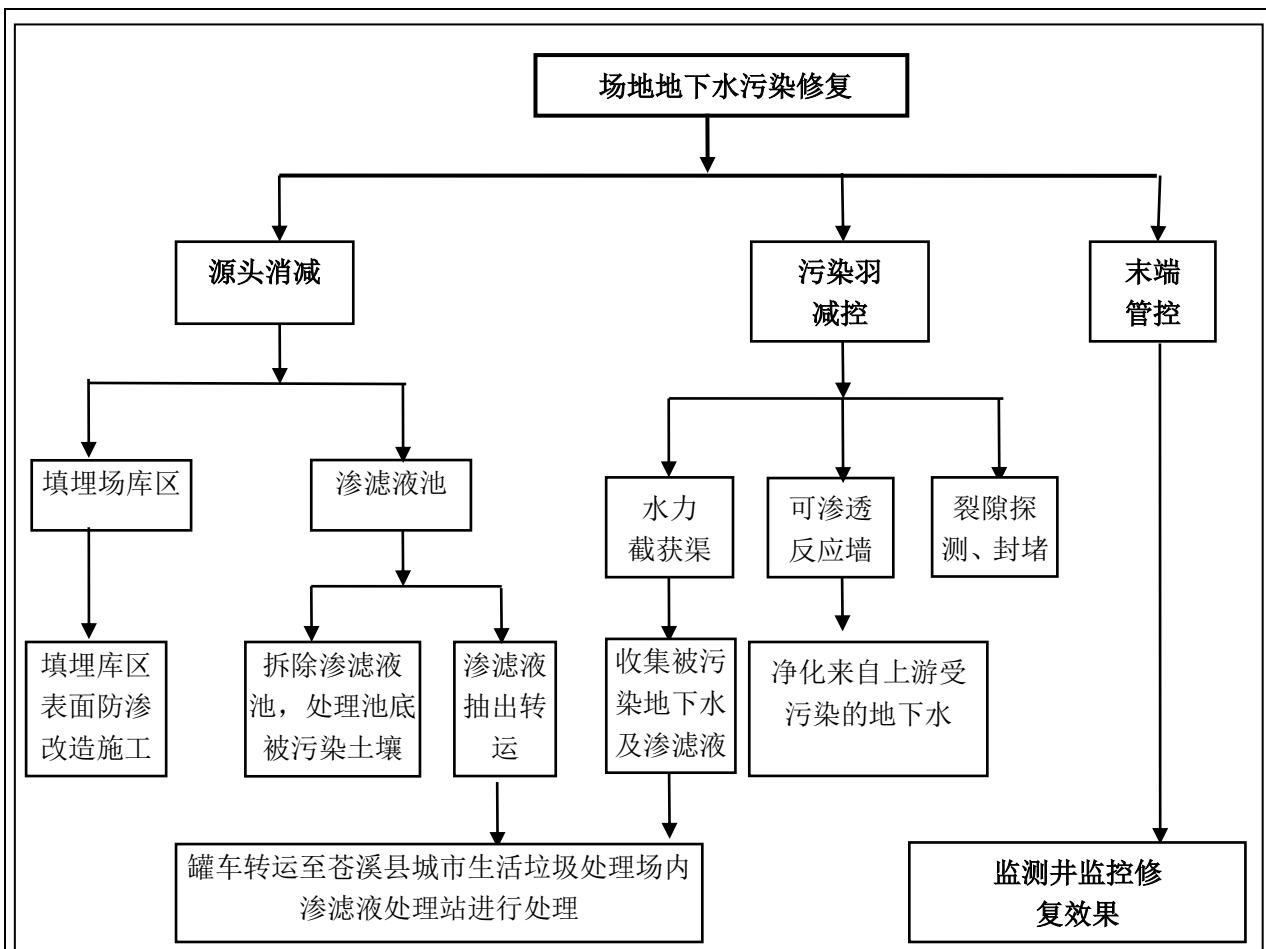 场地地下水污染修复
源头消减
污染羽
减控
末端
管控
填埋场库区
渗滤液池
水力
截获渠
可渗透
反应墙
裂隙探
测、封堵
填埋库区
表面防渗
改造施工
拆除渗滤液
池，处理池底
被污染土壤
渗滤液
抽出转
运
收集被污
染地下水
及渗滤液
净化来自上游受
污染的地下水
罐车转运至苍溪县城市生活垃圾处理场内
渗滤液处理站进行处理
监测井监控修
复效果